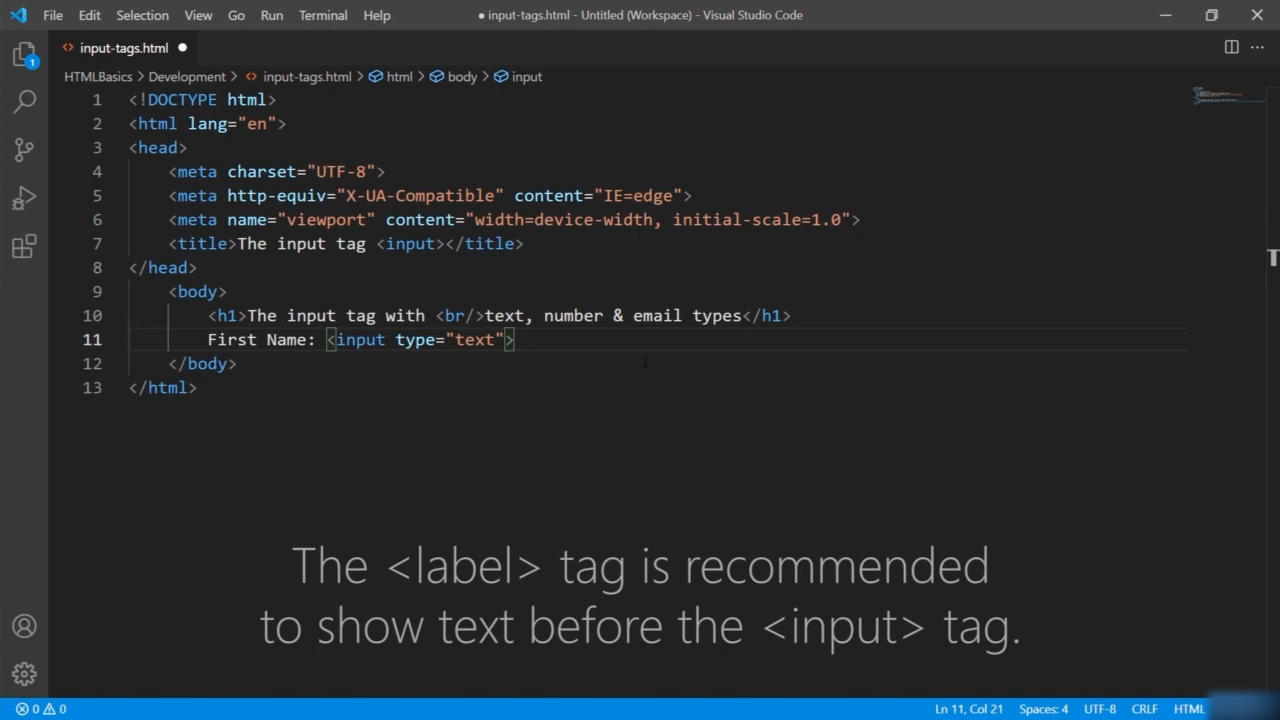 File Edit Selection View Go Run Terminal Help ● input-tags.html - Untitled (Workspace) - Visual Studio Code
1 <> input-tags.html ●
HTMLBasics > Development > <> input-tags.html > html > body > input
1 <!DOCTYPE html>
2 <html lang="en">
3 <head>
4 <meta charset="UTF-8">
5 <meta http-equiv="X-UA-Compatible" content="IE=edge">
6 <meta name="viewport" content="width=device-width, initial-scale=1.0">
7 <title>The input tag <input></title>
8 </head>
9 <body>
10 <h1>The input tag with <br/>text, number & email types</h1>
11 First Name: <input type="text">
12 </body>
13 </html>
The <label> tag is recommended
to show text before the <input> tag.
0 0 Ln 11, Col 21 Spaces: 4 UTF-8 CRLF HTML